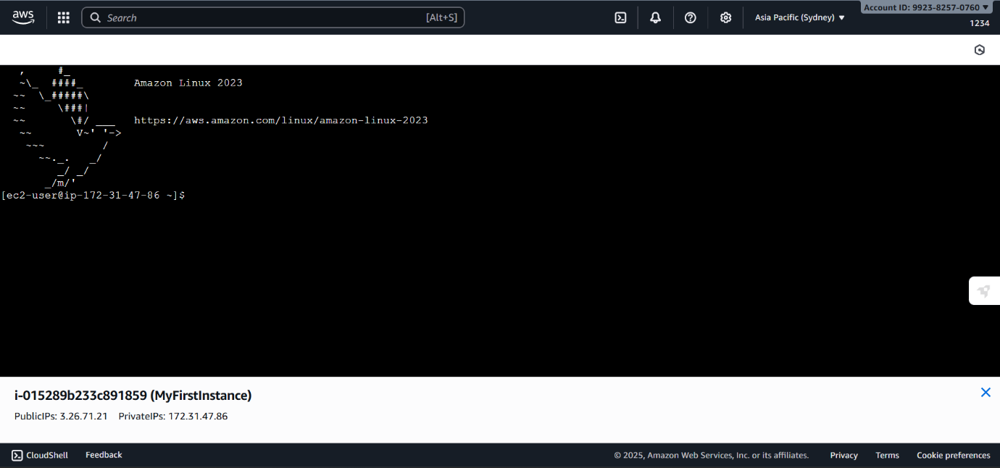 aws
Search
[Alt+S]
Asia Pacific (Sydney) ▼
Account ID: 9923-8257-0760 ▼
1234
   ,     #_
   ~\_  ####_        Amazon Linux 2023
  ~~  \_#####\
  ~~     \###|
  ~~       \#/ ___   https://aws.amazon.com/linux/amazon-linux-2023
   ~~       V~' '->
    ~~~         /
      ~~._.   _/
         _/ _/
       _/m/'
[ec2-user@ip-172-31-47-86 ~]$
i-015289b233c891859 (MyFirstInstance)
PublicIPs: 3.26.71.21 PrivateIPs: 172.31.47.86
CloudShell Feedback © 2025, Amazon Web Services, Inc. or its affiliates. Privacy Terms Cookie preferences